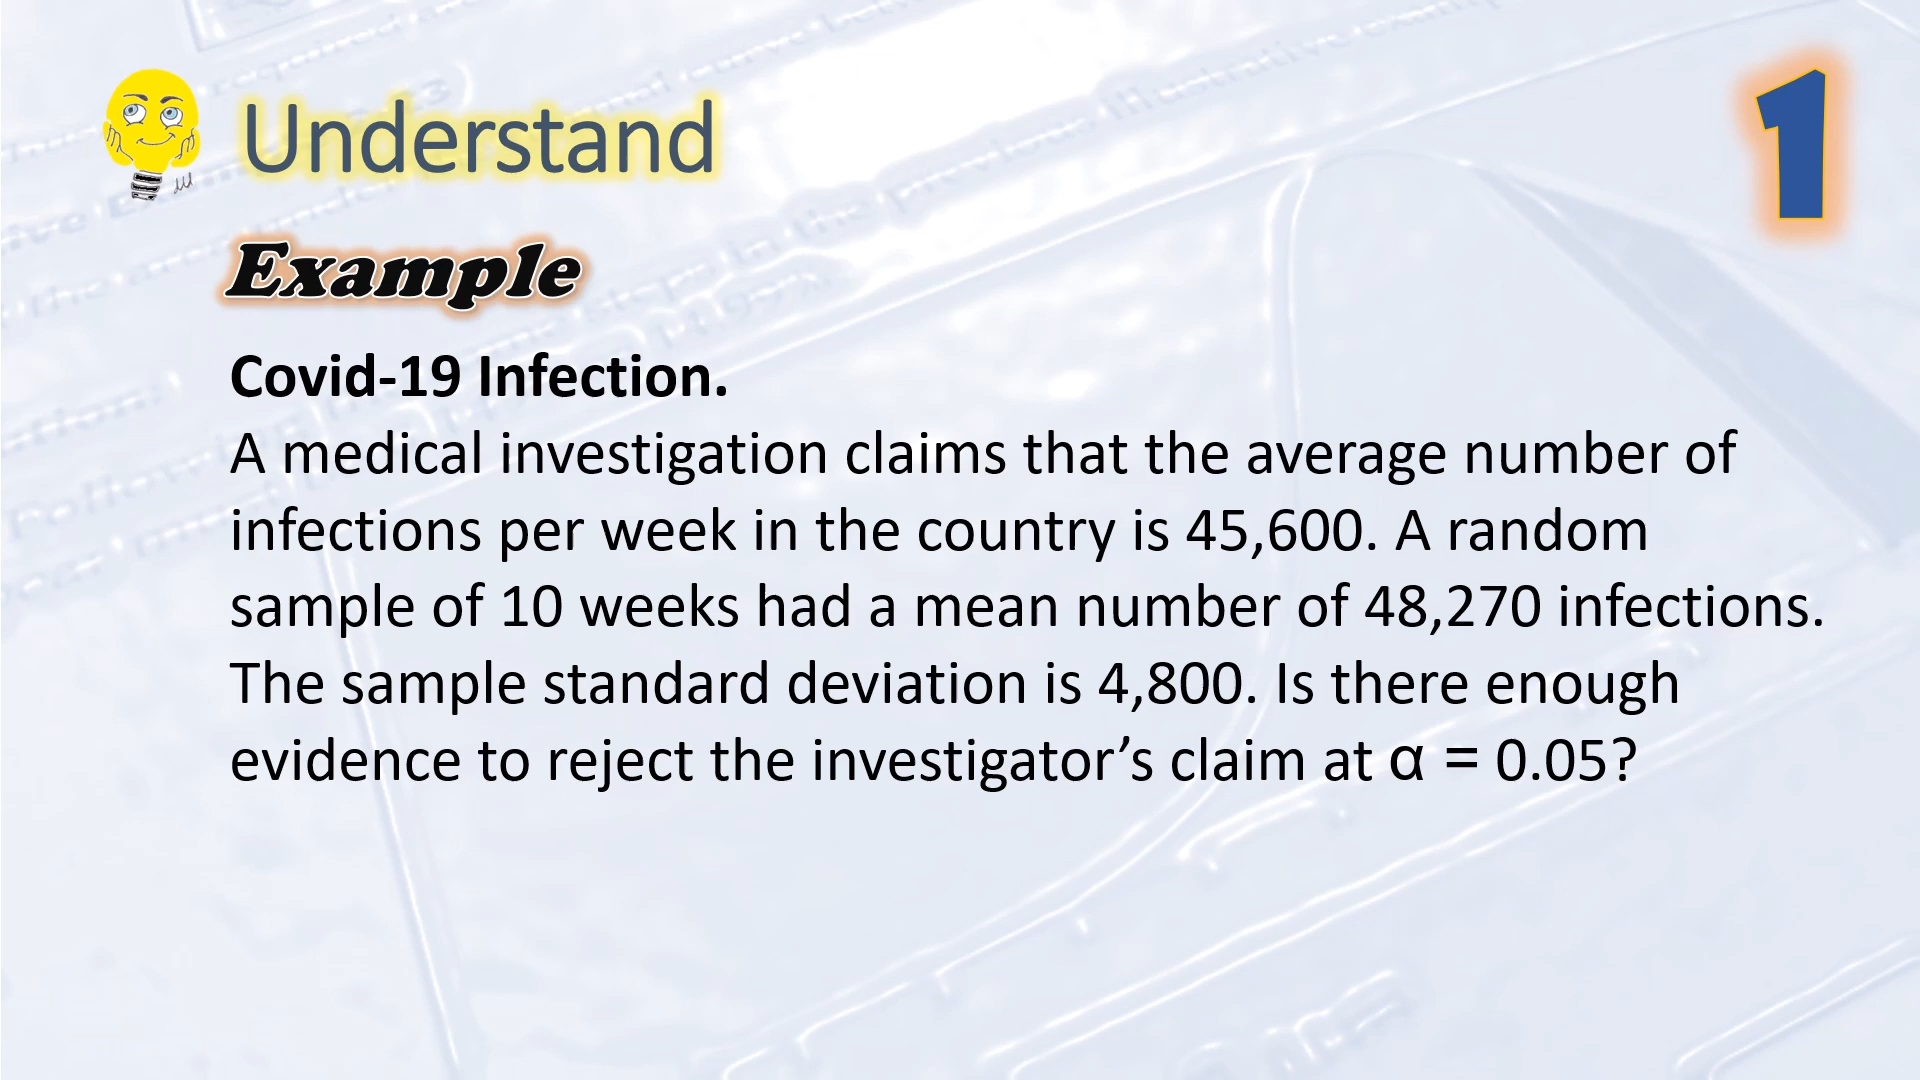 Understand
1
Example
Covid-19 Infection.
A medical investigation claims that the average number of
infections per week in the country is 45,600. A random
sample of 10 weeks had a mean number of 48,270 infections.
The sample standard deviation is 4,800. Is there enough
evidence to reject the investigator’s claim at α = 0.05?